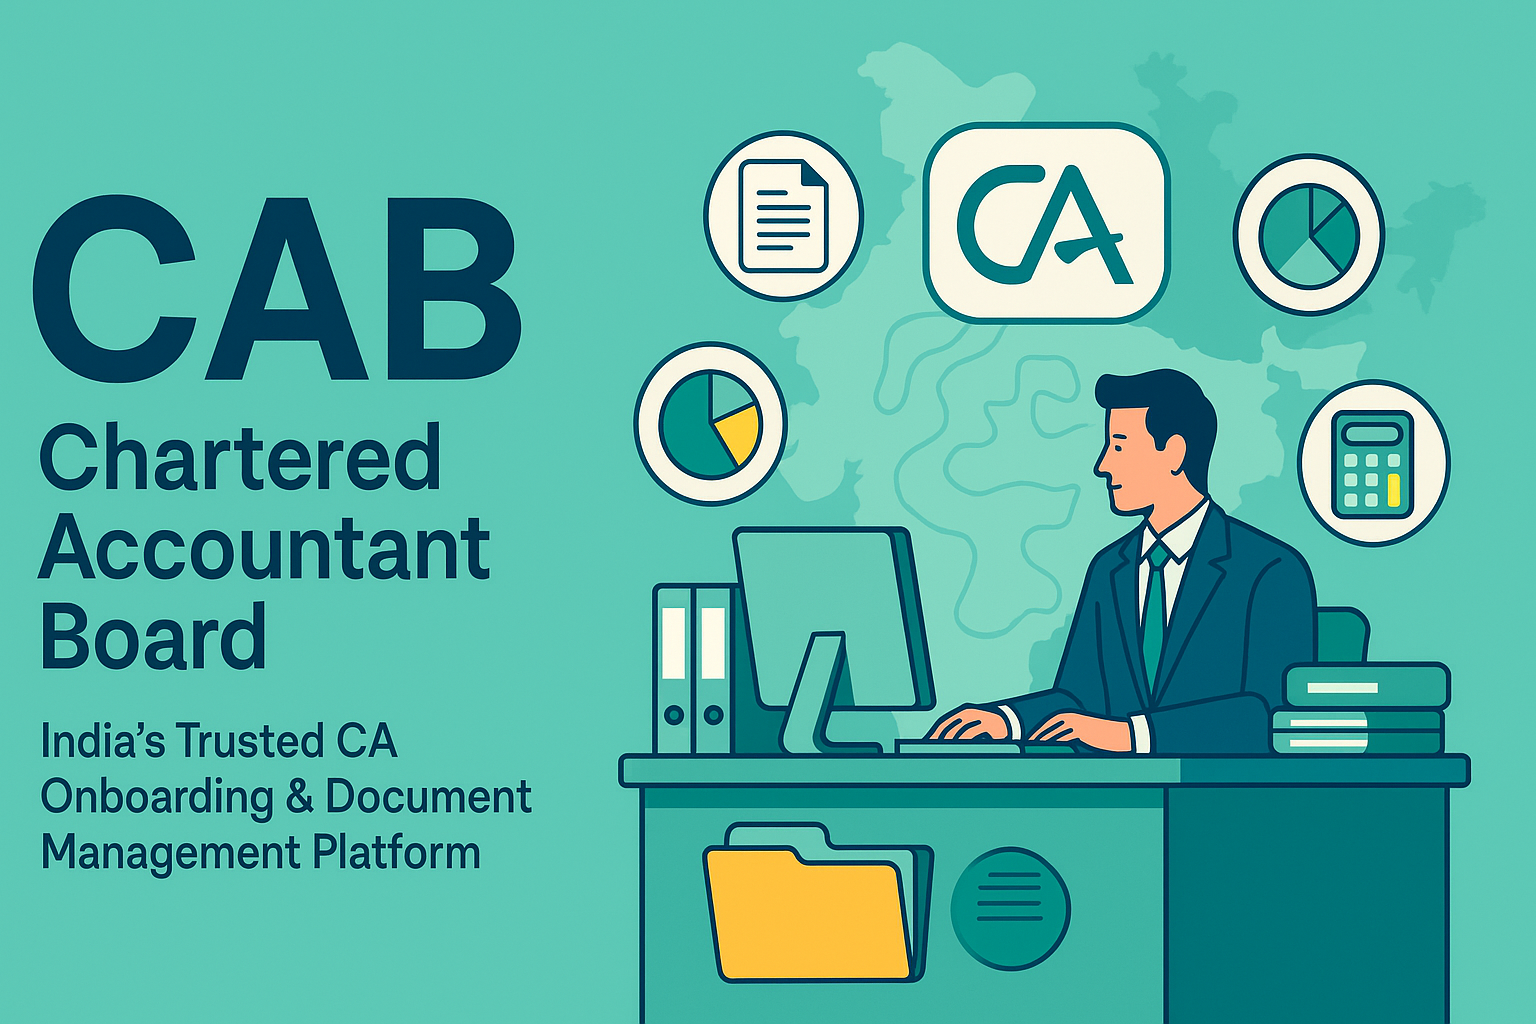 CAB
Chartered
Accountant
Board
India's Trusted CA
Onboarding & Document
Management Platform
CA